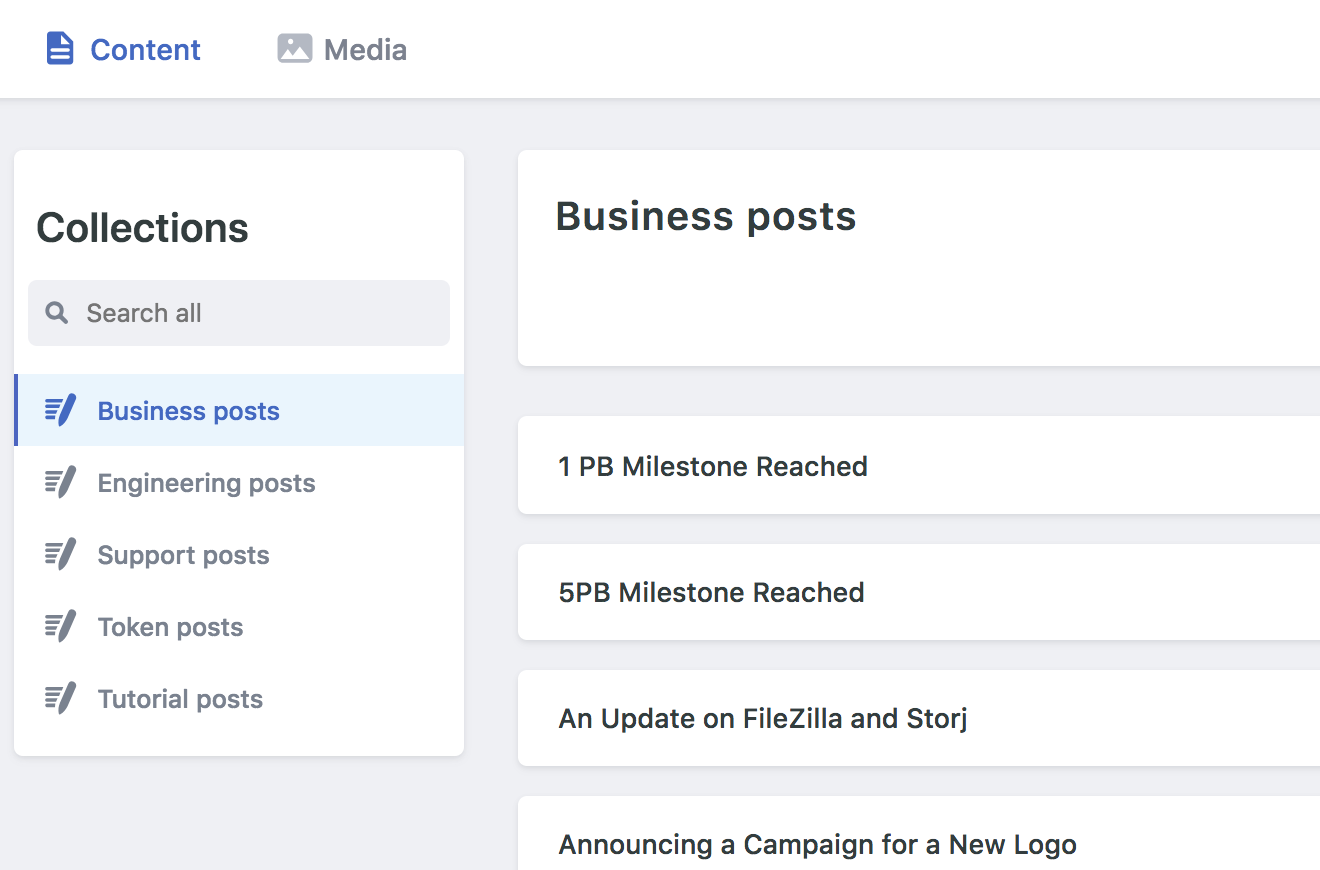 Content
Media
Collections
Search all
Business posts
Engineering posts
Support posts
Token posts
Tutorial posts
Business posts
1 PB Milestone Reached
5PB Milestone Reached
An Update on FileZilla and Storj
Announcing a Campaign for a New Logo